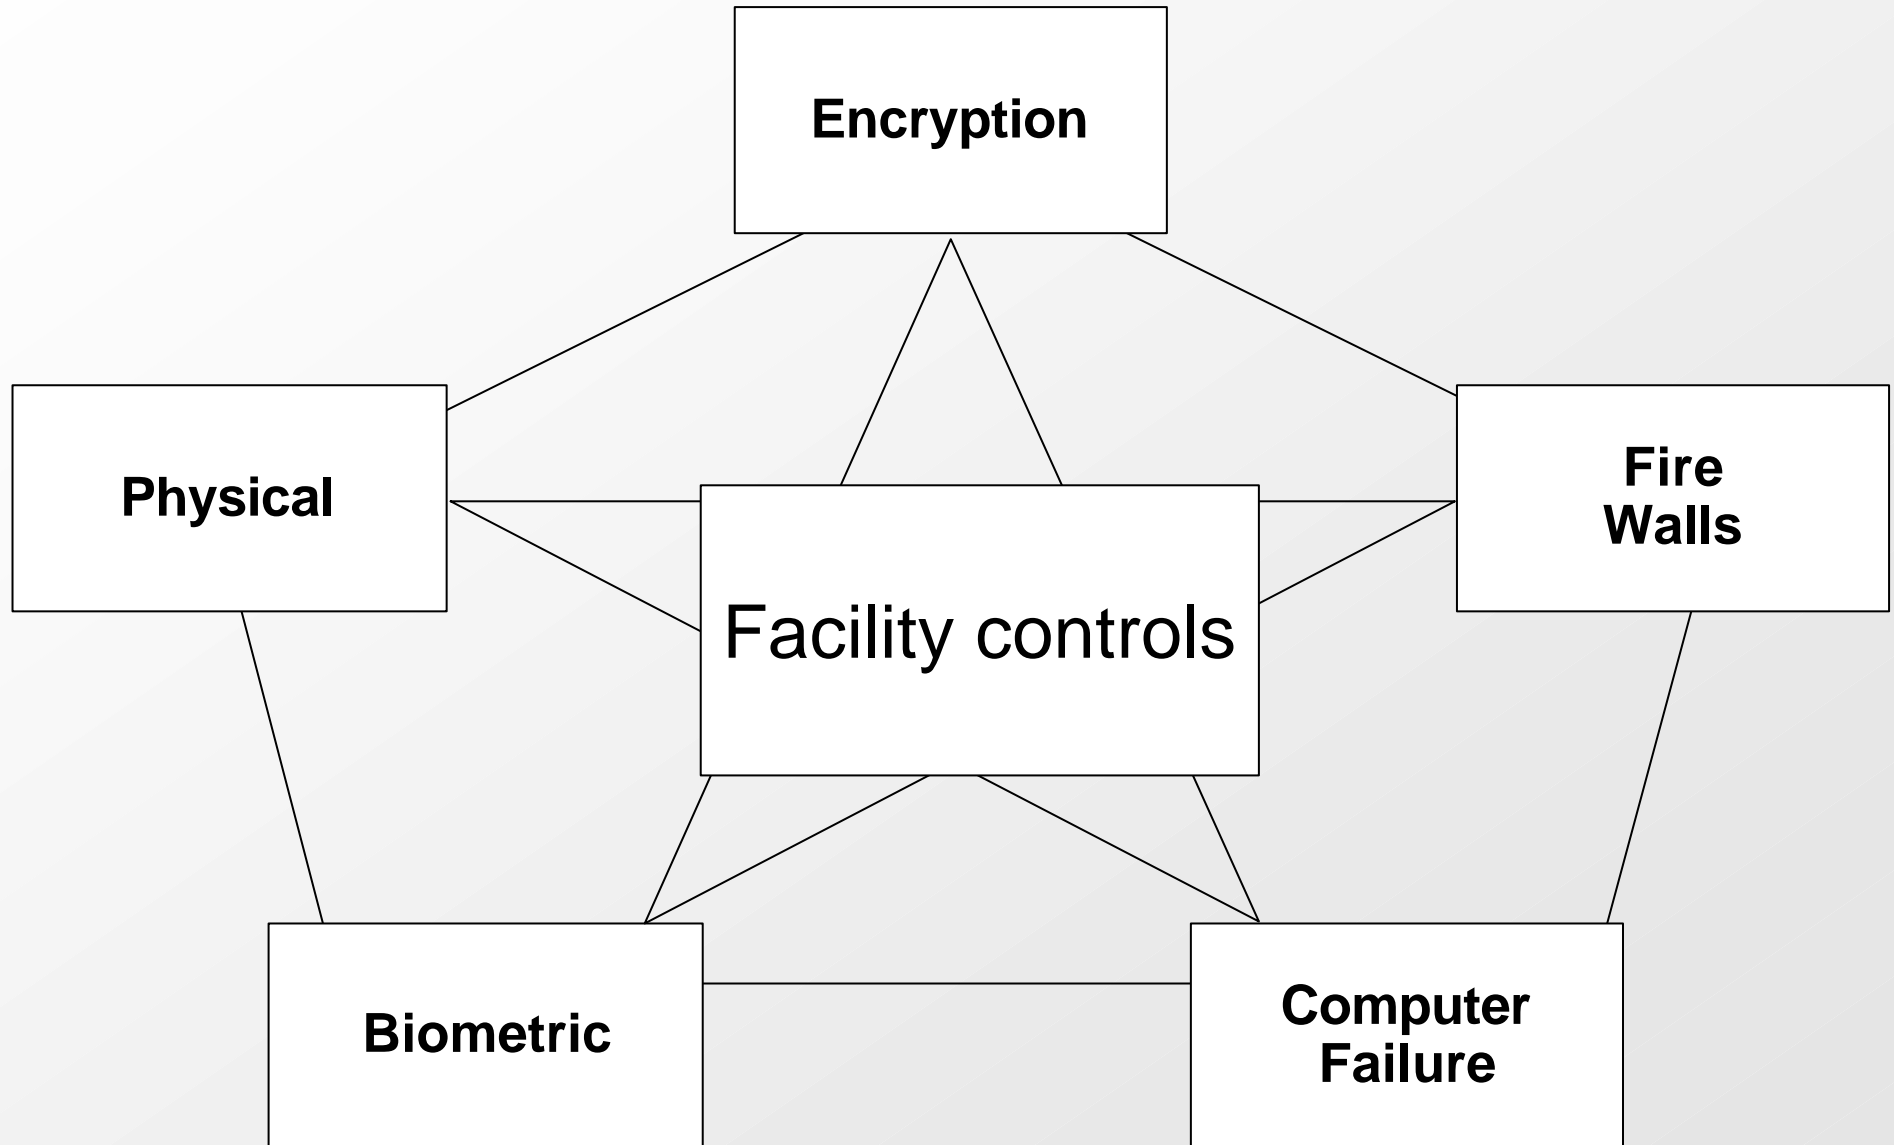 Encryption
Physical
Fire
Walls
Facility controls
Biometric
Computer
Failure